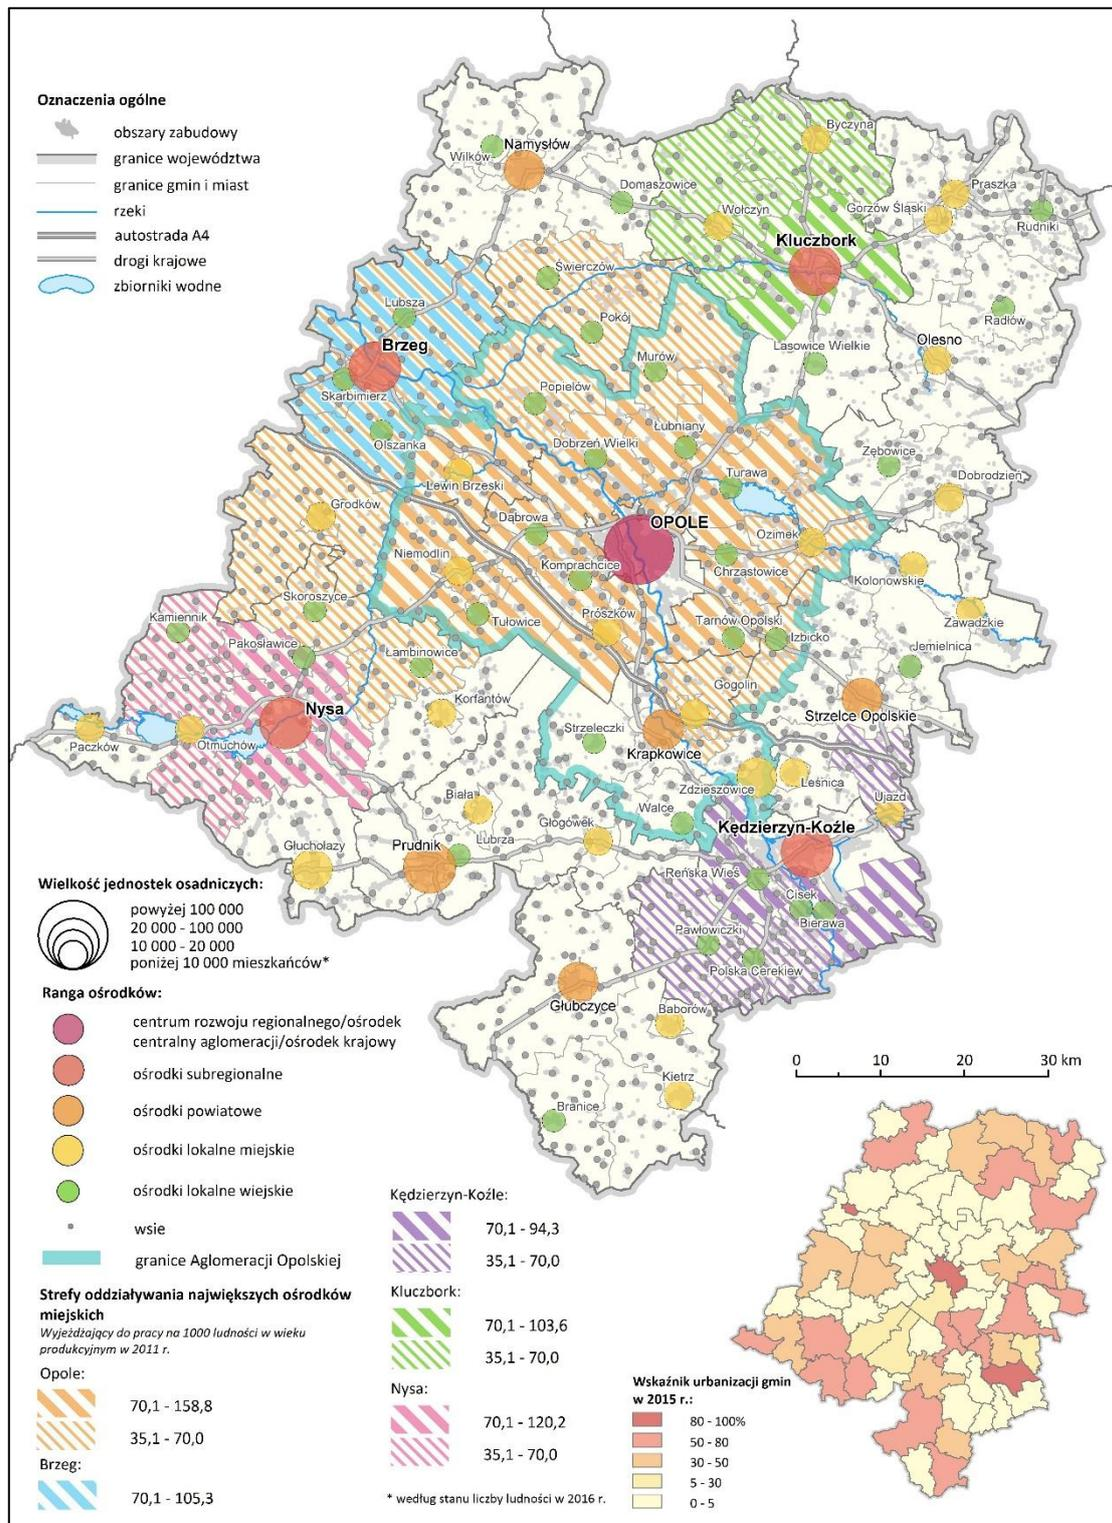 Oznaczenia ogólne
obszary zabudowy
granice województwa
granice gmin i miast
rzeki
autostrada A4
drogi krajowe
zbiorniki wodne
Byczyna
Namysłów
Wilków
Domaszowice
Praszka
Wołczyn
Gorzów Śląski
Rudniki
Kluczbork
Świerczów
Lubsza
Pokój
Radłów
Brzeg
Lasowice Wielkie
Olesno
Murów
Skarbimierz
Popielów
Olszanka
Dobrzeń Wielki
Łubniany
Zębowice
Lewin Brzeski
Turawa
Dobrodzień
Grodków
Dąbrowa
OPOLE
Ozimek
Niemodlin
Komprachcice
Chrząstowice
Kolonowskie
Skoroszyce
Prószków
Zawadzkie
Kamiennik
Tułowice
Tarnów Opolski
Izbicko
Pakosławice
Łambinowice
Jemielnica
Gogolin
Korfantów
Nysa
Strzelce Opolskie
Strzeleczki
Paczków
Otmuchów
Krapkowice
Zdzieszowice
Leśnica
Biała
Walce
Ujazd
Głogówek
Kędzierzyn-Koźle
Głuchołazy
Prudnik
Lubrza
Reńska Wieś
Cisek
Bierawa
Pawłowiczki
Polska Cerekiew
Głubczyce
Baborów
Kietrz
Branice
Wielkość jednostek osadniczych:
powyżej 100 000
20 000 - 100 000
10 000 - 20 000
poniżej 10 000 mieszkańców*
Ranga ośrodków:
centrum rozwoju regionalnego/ośrodek
centralny aglomeracji/ośrodek krajowy
ośrodki subregionalne
ośrodki powiatowe
ośrodki lokalne miejskie
ośrodki lokalne wiejskie
wsie
granice Aglomeracji Opolskiej
Strefy oddziaływania największych ośrodków
miejskich
Wyjeżdżający do pracy na 1000 ludności w wieku
produkcyjnym w 2011 r.
Opole:
70,1 - 158,8
35,1 - 70,0
Brzeg:
70,1 - 105,3
Kędzierzyn-Koźle:
70,1 - 94,3
35,1 - 70,0
Kluczbork:
70,1 - 103,6
35,1 - 70,0
Nysa:
70,1 - 120,2
35,1 - 70,0
* według stanu liczby ludności w 2016 r.
0 10 20 30 km
Wskaźnik urbanizacji gmin
w 2015 r.:
80 - 100%
50 - 80
30 - 50
5 - 30
0 - 5